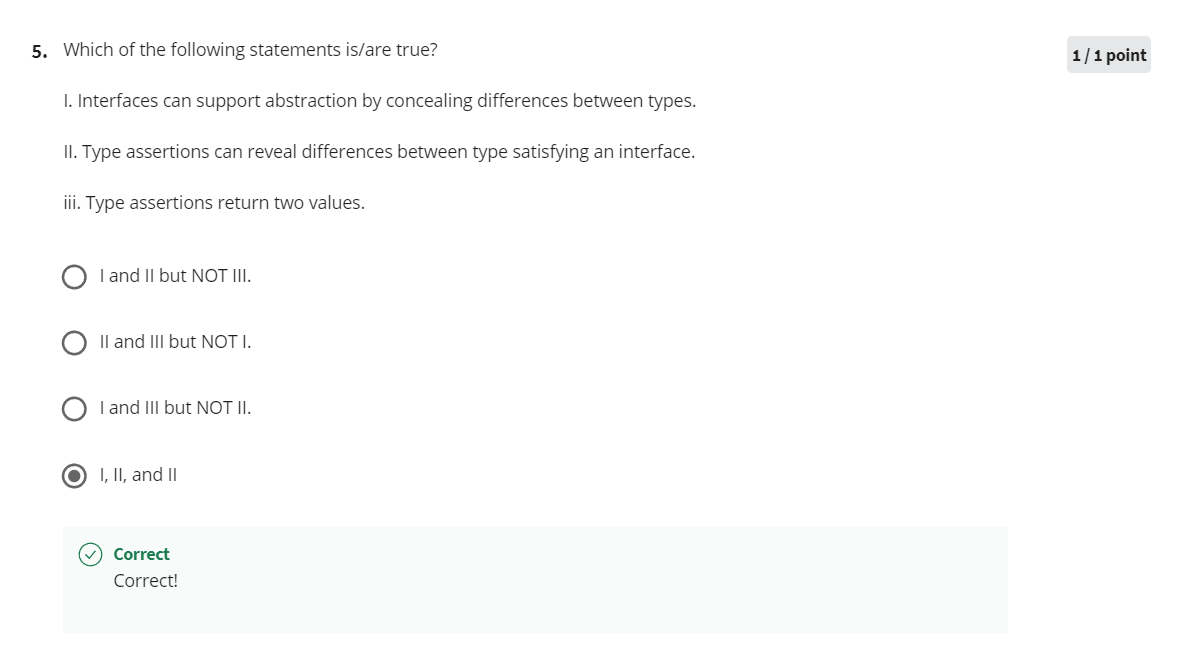 5. Which of the following statements is/are true?
1 / 1 point
I. Interfaces can support abstraction by concealing differences between types.
II. Type assertions can reveal differences between type satisfying an interface.
iii. Type assertions return two values.
I and II but NOT III.
II and III but NOT I.
I and III but NOT II.
I, II, and II
Correct
Correct!